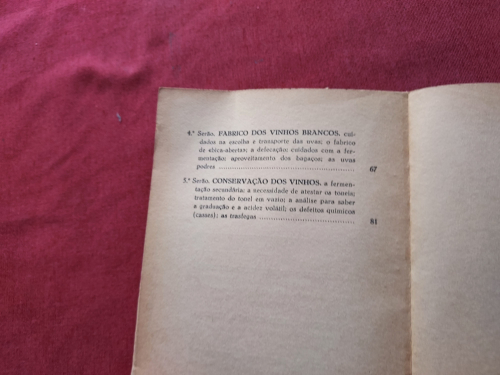 4.º Serão. FABRICO DOS VINHOS BRANCOS, cui-
dados na escolha e transporte das uvas; o fabrico
de «bica-aberta»; a defecação; cuidados com a fer-
mentação; aproveitamento dos bagaços; as uvas
podres ........ 67
5.º Serão. CONSERVAÇÃO DOS VINHOS, a fermen-
tação secundária; a necessidade de atestar os toneis;
tratamento do tonel em vazio; a análise para saber
a graduação e a acidez volátil; os defeitos químicos
(casses); as trasfegas ........ 81